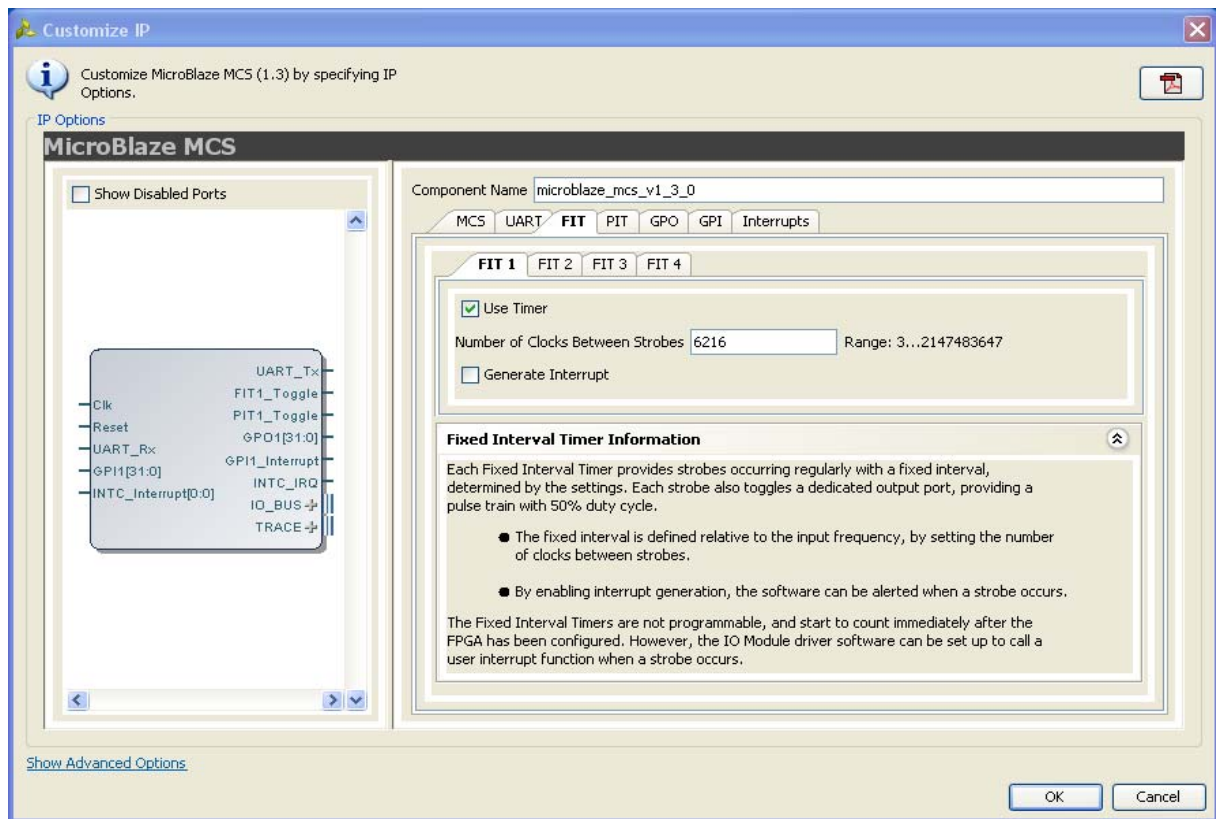 Customize IP
Customize MicroBlaze MCS (1.3) by specifying IP
Options.
IP Options
MicroBlaze MCS
Show Disabled Ports
Clk
Reset
UART_Rx
GPI1[31:0]
INTC_Interrupt[0:0]
UART_Tx
FIT1_Toggle
PIT1_Toggle
GPO1[31:0]
GPI1_Interrupt
INTC_IRQ
IO_BUS
TRACE
Component Name microblaze_mcs_v1_3_0
MCS UART FIT PIT GPO GPI Interrupts
FIT 1 FIT 2 FIT 3 FIT 4
Use Timer
Number of Clocks Between Strobes 6216 Range: 3...2147483647
Generate Interrupt
Fixed Interval Timer Information
Each Fixed Interval Timer provides strobes occurring regularly with a fixed interval,
determined by the settings. Each strobe also toggles a dedicated output port, providing a
pulse train with 50% duty cycle.
● The fixed interval is defined relative to the input frequency, by setting the number
of clocks between strobes.
● By enabling interrupt generation, the software can be alerted when a strobe occurs.
The Fixed Interval Timers are not programmable, and start to count immediately after the
FPGA has been configured. However, the IO Module driver software can be set up to call a
user interrupt function when a strobe occurs.
Show Advanced Options
OK Cancel